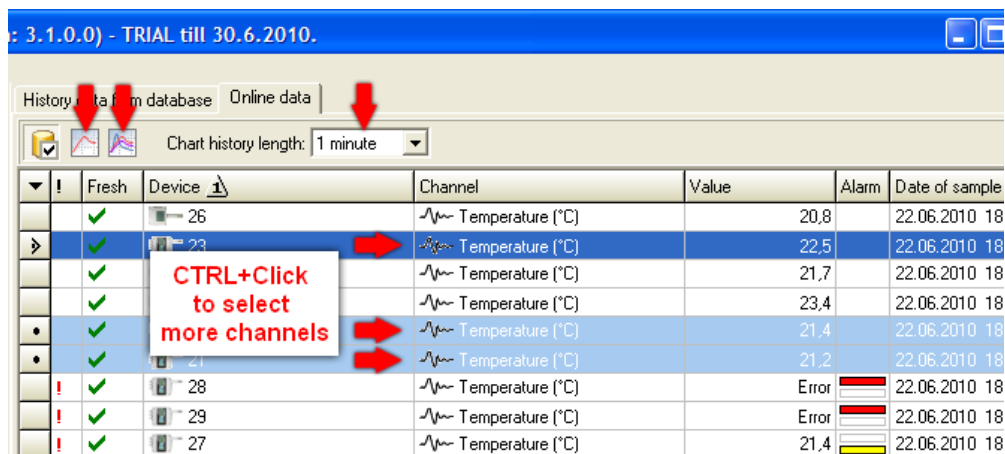 : 3.1.0.0) - TRIAL till 30.6.2010.
History data from database Online data
Chart history length: 1 minute
! Fresh Device 1 Channel Value Alarm Date of sample
26 Temperature (°C) 20,8 22.06.2010 18
23 Temperature (°C) 22,5 22.06.2010 18
Temperature (°C) 21,7 22.06.2010 18
Temperature (°C) 23,4 22.06.2010 18
Temperature (°C) 21,4 22.06.2010 18
21 Temperature (°C) 21,2 22.06.2010 18
CTRL+Click
to select
more channels
! 28 Temperature (°C) Error 22.06.2010 18
! 29 Temperature (°C) Error 22.06.2010 18
! 27 Temperature (°C) 21,4 22.06.2010 18